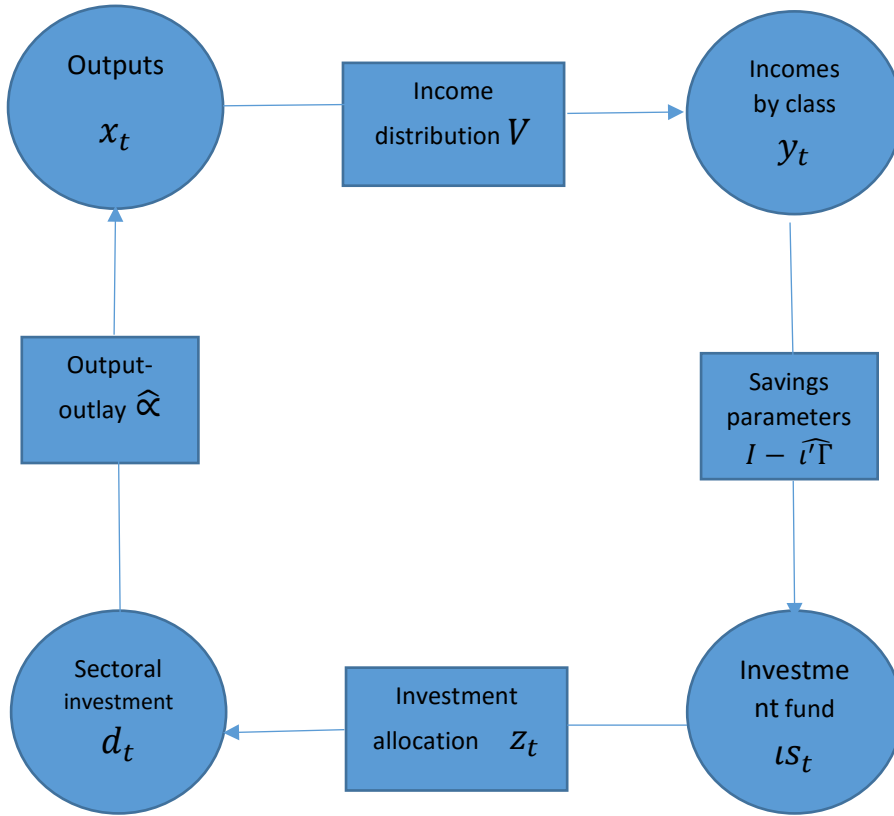 Outputs
x_t
Income
distribution V
Incomes
by class
y_t
Output-
outlay α̂
Savings
parameters
I − \widehat{ι'Γ}
Sectoral
investment
d_t
Investment
allocation z_t
Investme
nt fund
ιs_t